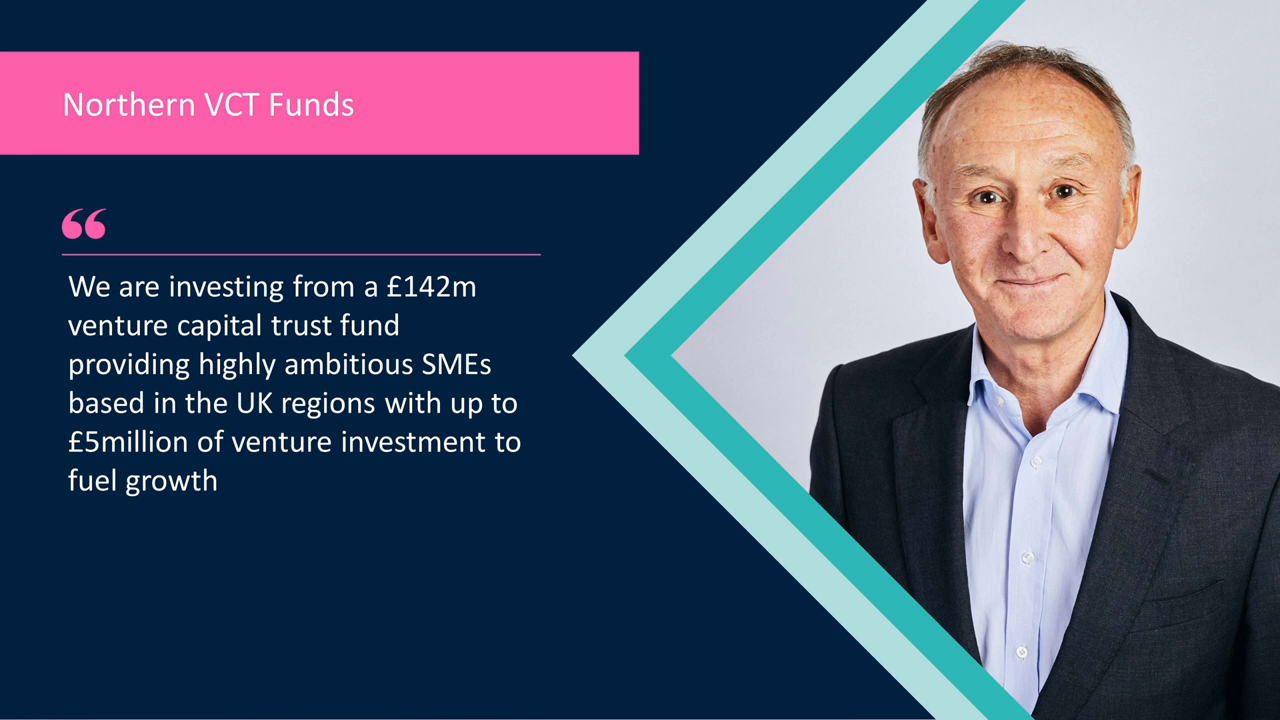 Northern VCT Funds
“
We are investing from a £142m
venture capital trust fund
providing highly ambitious SMEs
based in the UK regions with up to
£5million of venture investment to
fuel growth